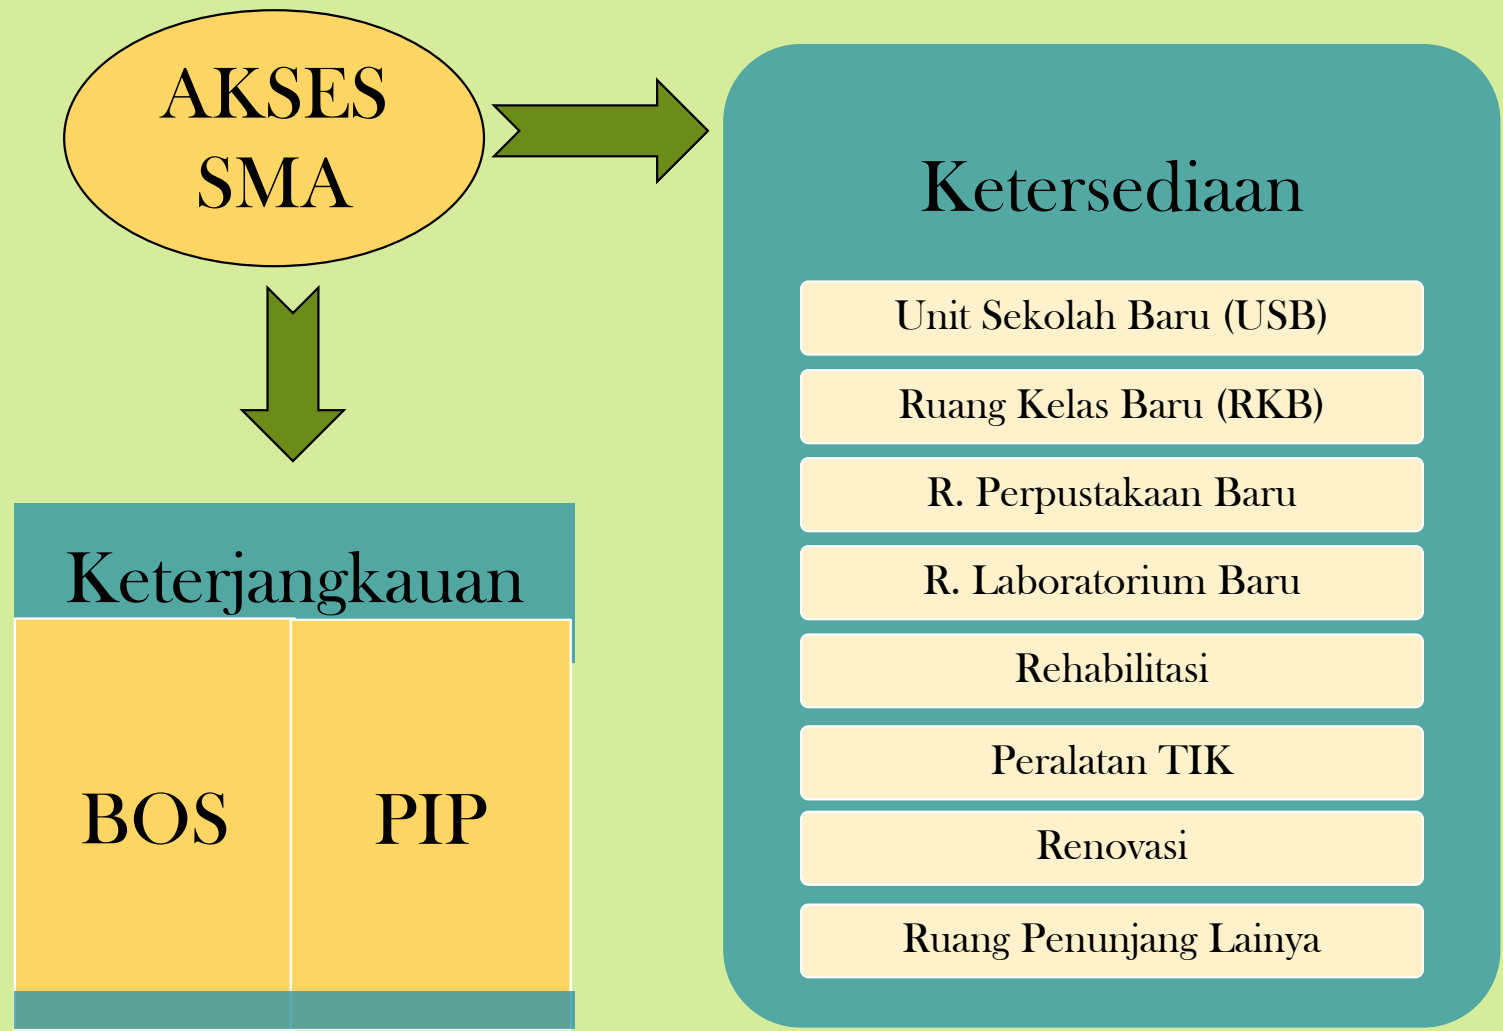 AKSES
SMA
Ketersediaan
Unit Sekolah Baru (USB)
Ruang Kelas Baru (RKB)
R. Perpustakaan Baru
R. Laboratorium Baru
Rehabilitasi
Peralatan TIK
Renovasi
Ruang Penunjang Lainya
Keterjangkauan
BOS
PIP